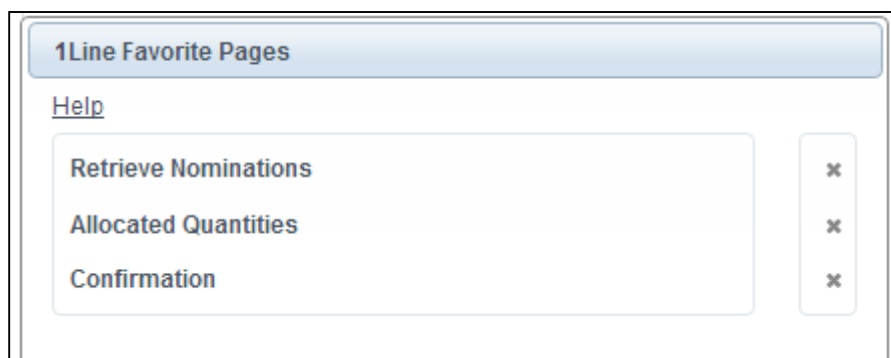 1Line Favorite Pages
Help
Retrieve Nominations
Allocated Quantities
Confirmation